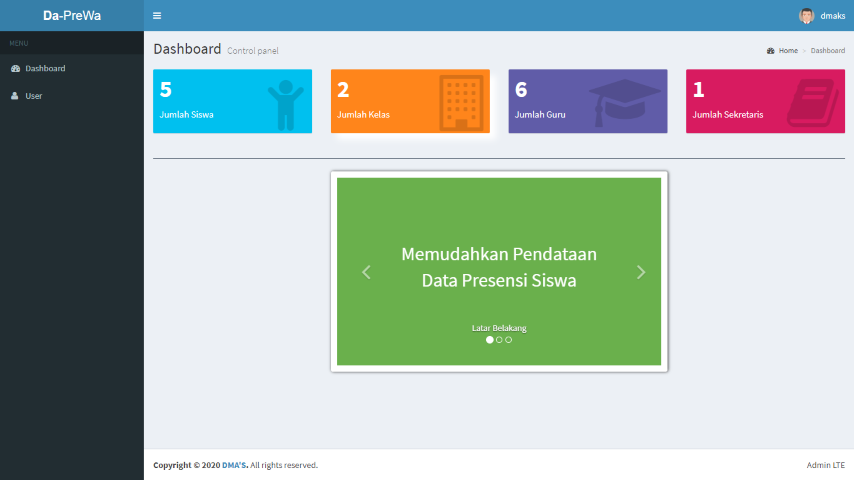 Da-PreWa
dmaks
MENU
Dashboard
User
Dashboard Control panel
Home > Dashboard
5
Jumlah Siswa
2
Jumlah Kelas
6
Jumlah Guru
1
Jumlah Sekretaris
Memudahkan Pendataan
Data Presensi Siswa
Latar Belakang
Copyright © 2020 DMA'S. All rights reserved.
Admin LTE